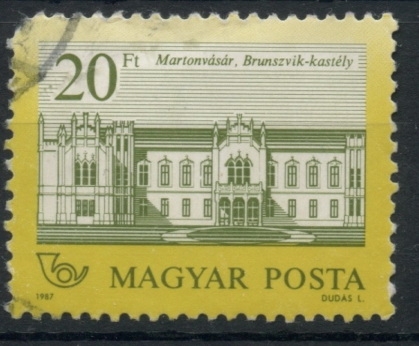 20 Ft Martonvásár, Brunszvik-kastély
MAGYAR POSTA
1987 DUDÁS L.